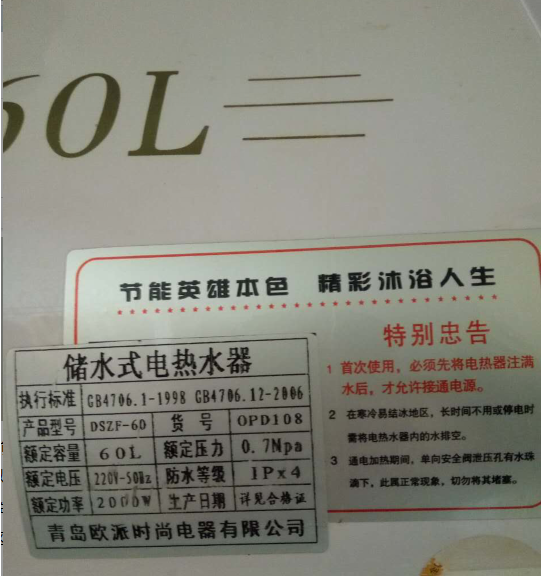 60L
节能英雄本色 精彩沐浴人生
特别忠告
1 首次使用，必须先将电热器注满
水后，才允许接通电源。
2 在寒冷易结冰地区，长时间不用或停电时
需将电热水器内的水排空。
3 通电加热期间，单向安全阀泄压孔有水珠
滴下，此属正常现象，切勿将其堵塞。
储水式电热水器
执行标准 GB4706.1-1998 GB4706.12-2006
产品型号 DSZF-60 货号 OPD108
额定容量 60L 额定压力 0.7Npa
额定电压 220V-50Hz 防水等级 IPx4
额定功率 2000W 生产日期 详见合格证
青岛欧派时尚电器有限公司